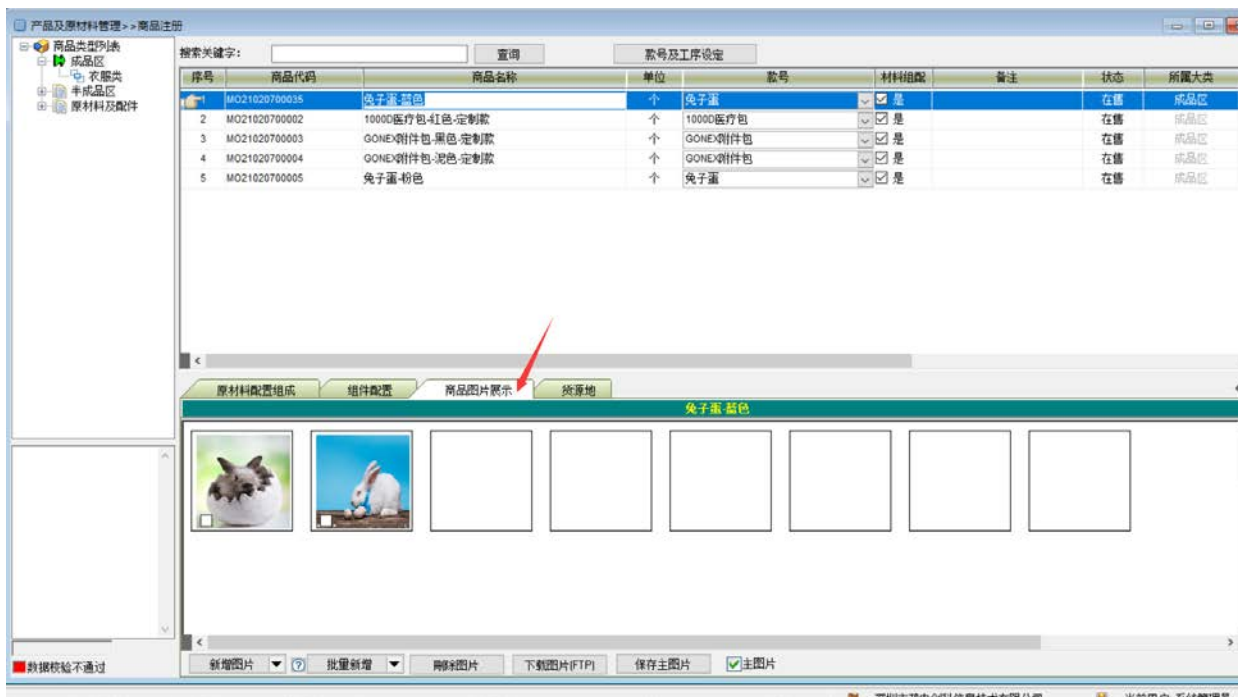 产品及原材料管理>>商品注册
商品类型列表
成品区
衣服类
半成品区
原材料及配件
搜索关键字:
查询
款号及工序设定
序号 商品代码 商品名称 单位 款号 材料组配 备注 状态 所属大类
1 MO21020700035 兔子蛋-蓝色 个 兔子蛋 是 在售 成品区
2 MO21020700002 1000D医疗包-红色-定制款 个 1000D医疗包 是 在售 成品区
3 MO21020700003 GONEX附件包-黑色-定制款 个 GONEX附件包 是 在售 成品区
4 MO21020700004 GONEX附件包-泥色-定制款 个 GONEX附件包 是 在售 成品区
5 MO21020700005 兔子蛋-粉色 个 兔子蛋 是 在售 成品区
原材料配置组成 组件配置 商品图片展示 货源地
兔子蛋-蓝色
新增图片 ? 批量新增 删除图片 下载图片(FTP) 保存主图片 主图片
数据校验不通过